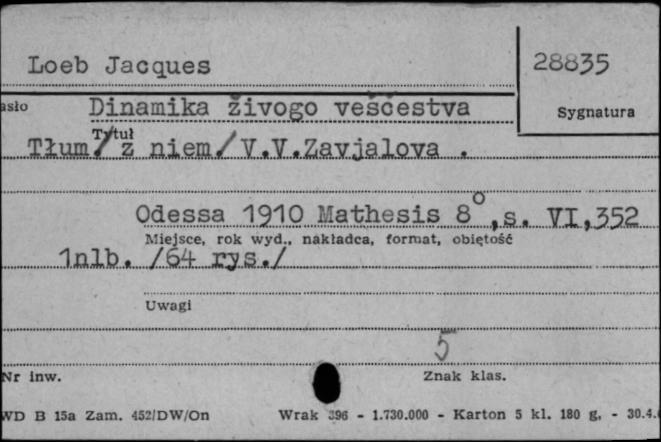 Loeb Jacques
28835
asło
Dinamika živogo veščestva
Sygnatura
Tytuł
Tłum/ z niem/ V.V.Zavjalova .
Odessa 1910 Mathesis 8°,s. VI,352
Miejsce, rok wyd., nakładca, format, objętość
1nlb. /64 rys./
Uwagi
5
Nr inw.
Znak klas.
WD B 15a Zam. 452/DW/On
Wrak 396 - 1.730.000 - Karton 5 kl. 180 g. - 30.4.